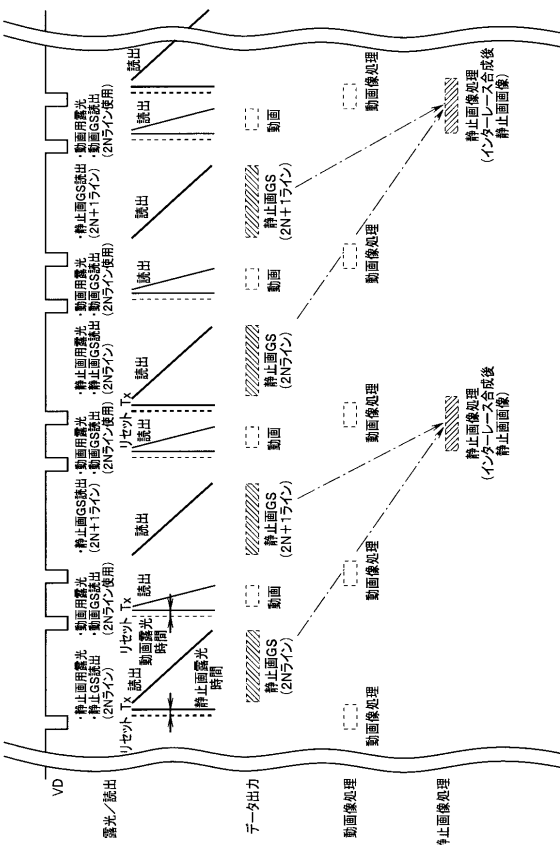 VD
露光／読出
・静止画用露光
・静止GS読出
(2Nライン)
・動画用露光
・動画GS読出
(2Nライン使用)
・静止画GS読出
(2N＋1ライン)
・動画用露光
・動画GS読出
(2Nライン使用)
・静止画用露光
・静止画GS読出
(2Nライン)
・動画用露光
・動画GS読出
(2Nライン使用)
・静止画GS読出
(2N＋1ライン)
・動画用露光
・動画GS読出
(2Nライン使用)
リセット Tx
読出
リセット Tx
読出
読出
リセット Tx
読出
読出
読出
読出
読出
読出
動画露光
時間
静止画露光
時間
データ出力
静止画GS
(2Nライン)
動画
静止画GS
(2N＋1ライン)
動画
静止画GS
(2Nライン)
動画
静止画GS
(2N＋1ライン)
動画
動画像処理
動画像処理
動画像処理
動画像処理
動画像処理
動画像処理
静止画像処理
静止画像処理
(インターレース合成後
静止画画像)
静止画像処理
(インターレース合成後
静止画画像)